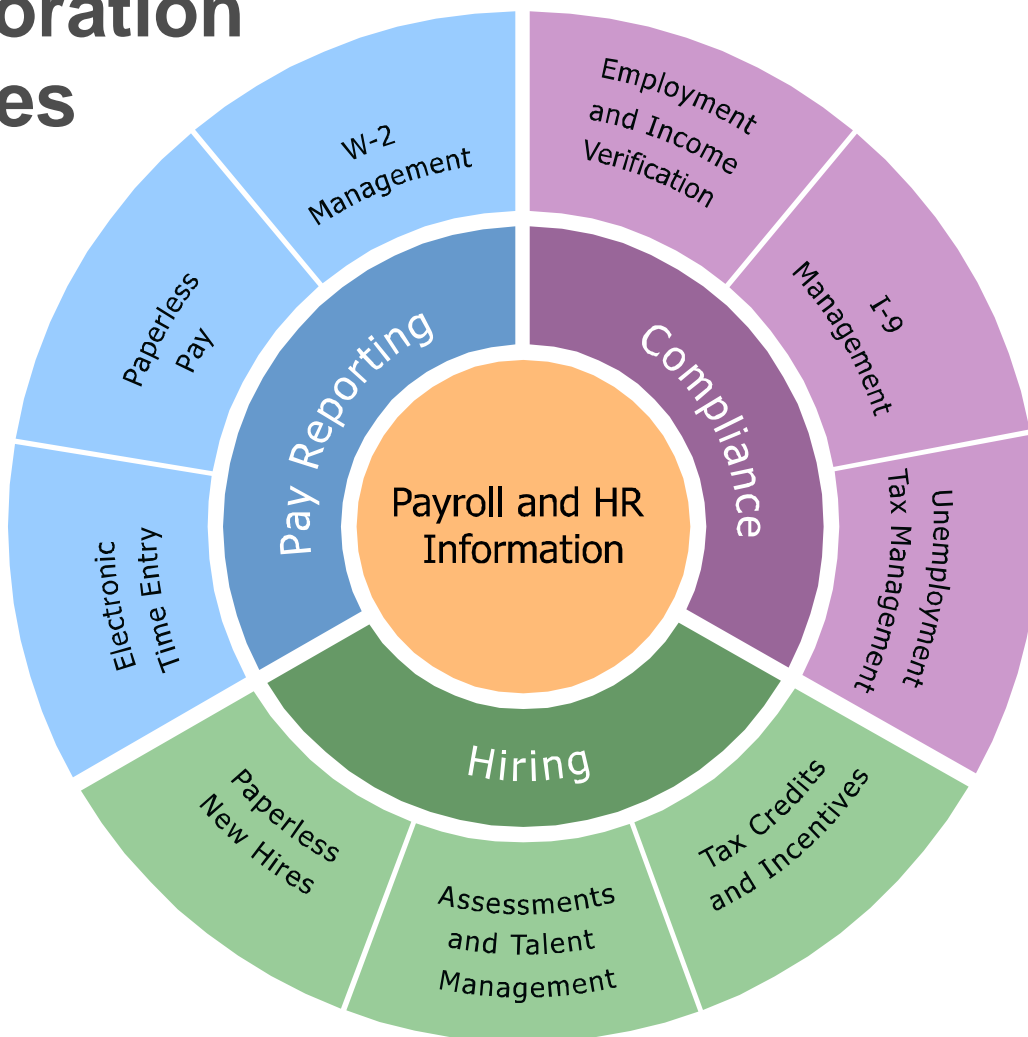 oration
es
Employment
and Income
Verification
I-9
Management
Unemployment
Tax Management
Tax Credits
and Incentives
Assessments
and Talent
Management
Paperless
New Hires
Electronic
Time Entry
Paperless
Pay
W-2
Management
Compliance
Hiring
Pay Reporting
Payroll and HR
Information